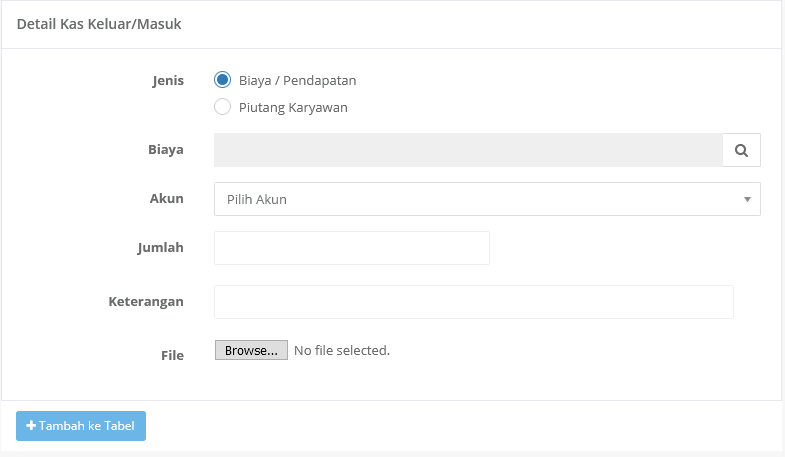 Detail Kas Keluar/Masuk
Jenis
Biaya / Pendapatan
Piutang Karyawan
Biaya
Akun
Pilih Akun
Jumlah
Keterangan
File
Browse... No file selected.
Tambah ke Tabel